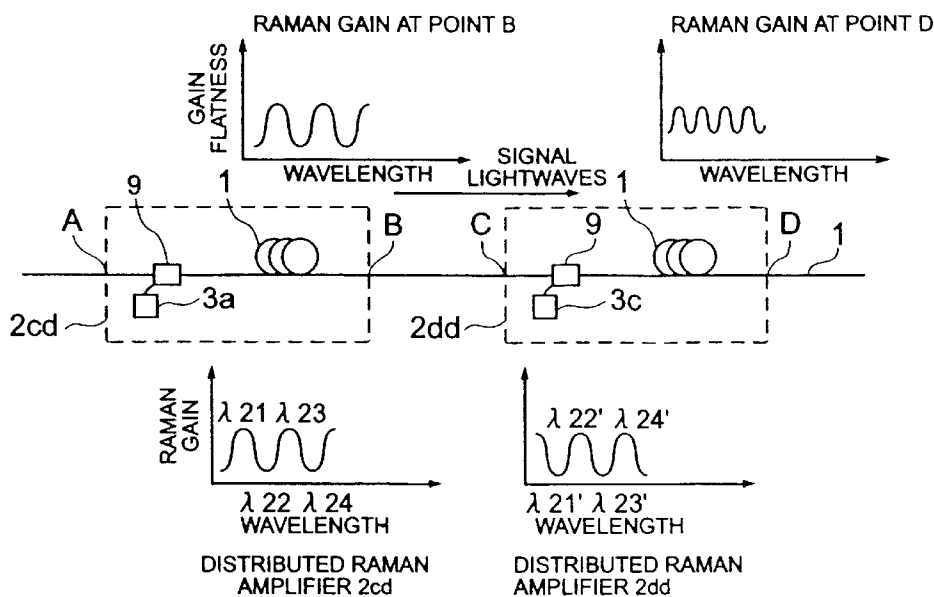 RAMAN GAIN AT POINT B
RAMAN GAIN AT POINT D
GAIN
FLATNESS
WAVELENGTH
WAVELENGTH
SIGNAL
LIGHTWAVES
A
9
1
B
C
9
1
D
1
3a
3c
2cd
2dd
RAMAN
GAIN
λ 21 λ 23
λ 22 λ 24
WAVELENGTH
DISTRIBUTED RAMAN
AMPLIFIER 2cd
λ 22' λ 24'
λ 21' λ 23'
WAVELENGTH
DISTRIBUTED RAMAN
AMPLIFIER 2dd